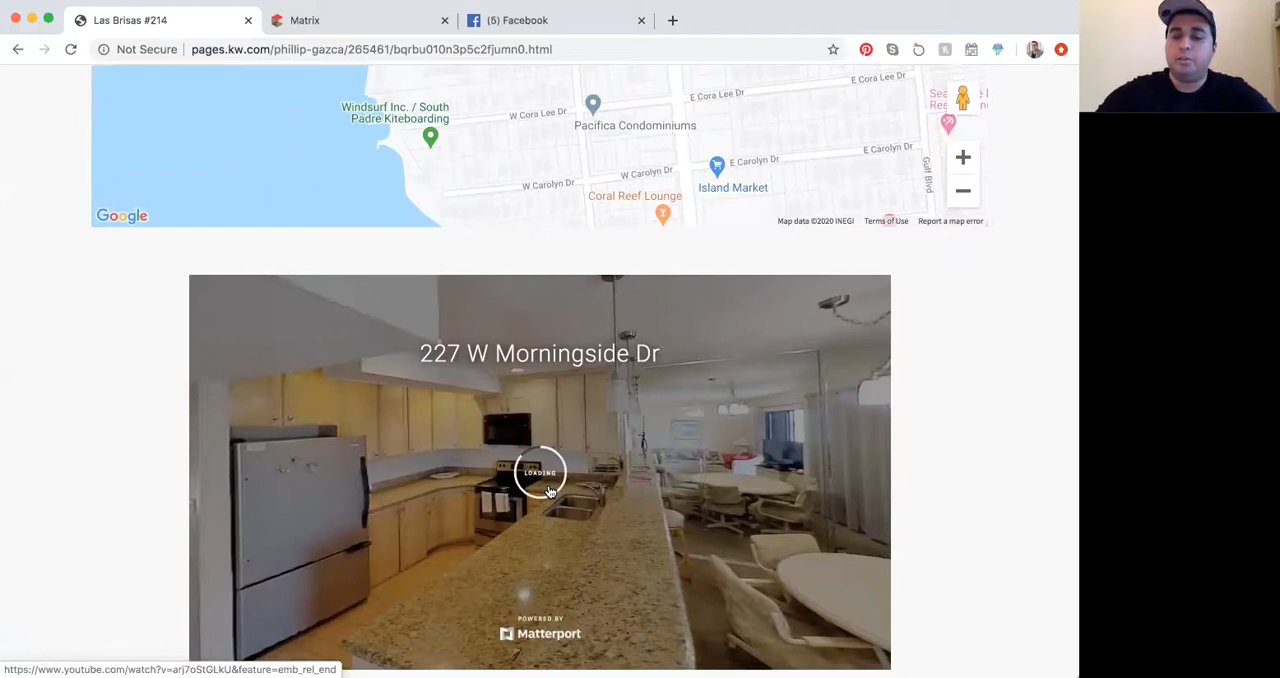 Las Brisas #214
Matrix
(5) Facebook
Not Secure
pages.kw.com/phillip-gazca/265461/bqrbu010n3p5c2fjumn0.html
E Cora Lee Dr
E Cora Lee Dr
Windsurf Inc. / South
Padre Kiteboarding
W Cora Lee Dr
Pacifica Condominiums
E Carolyn Dr
E Carolyn Dr
W Carolyn Dr
W Carolyn Dr
Island Market
Gulf Blvd
Coral Reef Lounge
Google
Map data ©2020 INEGI
Terms of Use
Report a map error
227 W Morningside Dr
LOADING
POWERED BY
Matterport
https://www.youtube.com/watch?v=arj7oStGLkU&feature=emb_rel_end